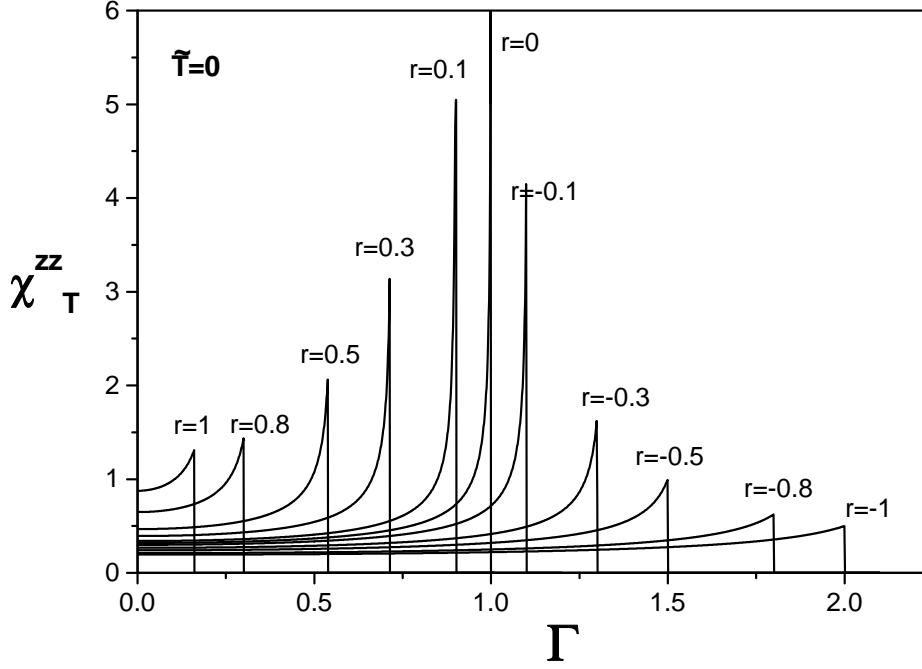 6
r=0
T̃=0
r=0.1
5
4
r=-0.1
r=0.3
χ^zz_T
3
r=0.5
2
r=-0.3
r=1
r=0.8
r=-0.5
1
r=-0.8
r=-1
0
0.0
0.5
1.0
1.5
2.0
Γ